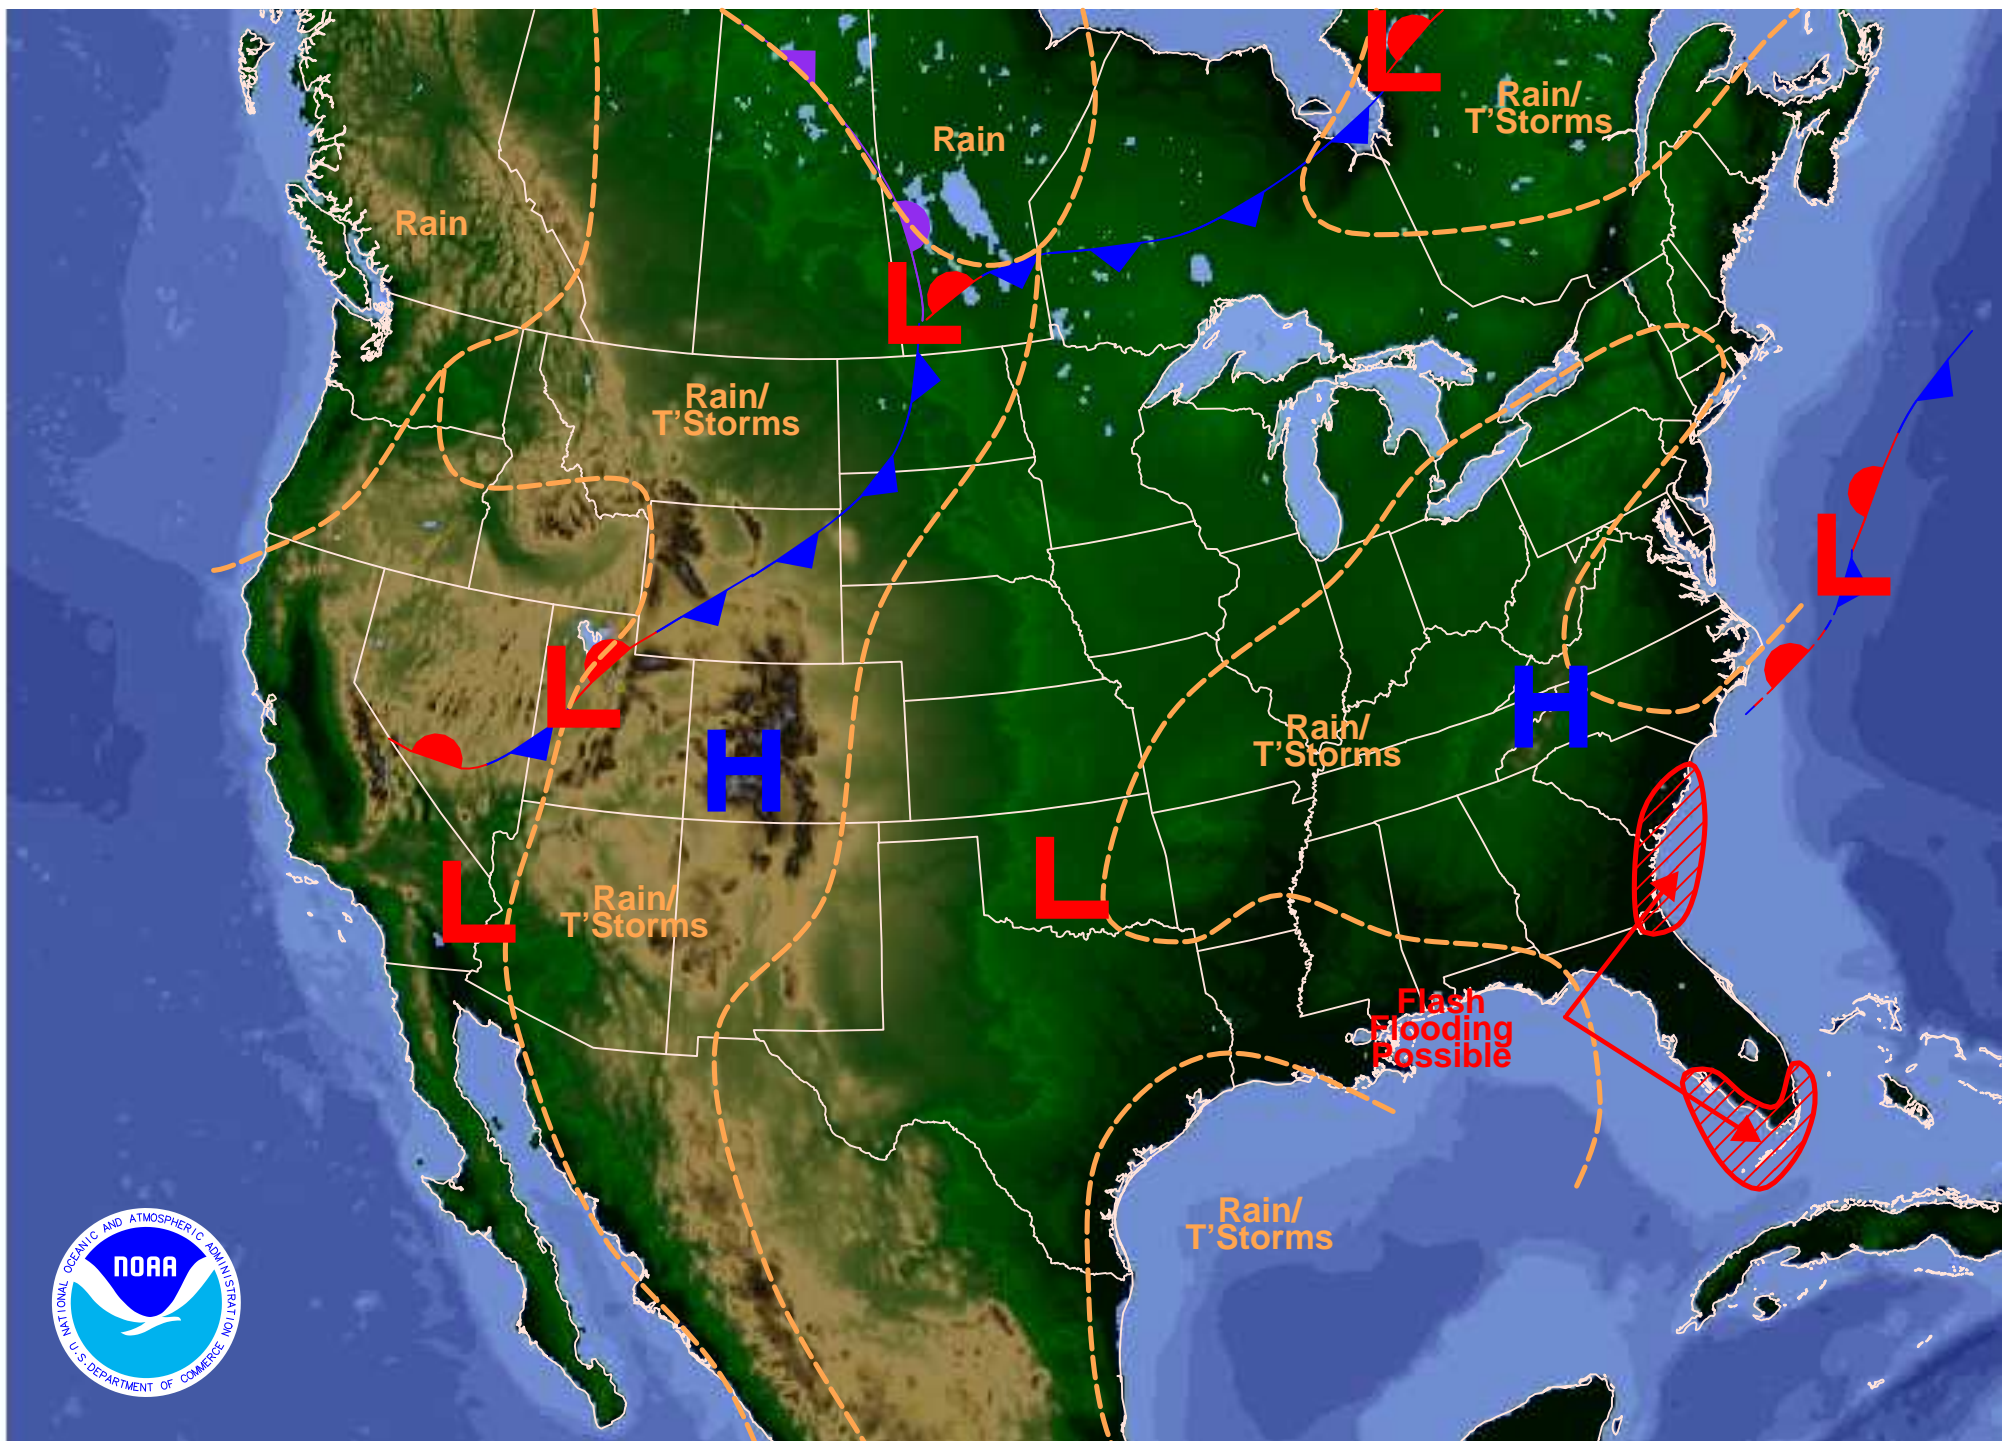 Rain/
T'Storms
Rain
Rain
Rain/
T'Storms
L
L
L
H
L
H
Rain/
T'Storms
L
L
Rain/
T'Storms
Flash
Flooding
Possible
Rain/
T'Storms
NATIONAL OCEANIC AND ATMOSPHERIC ADMINISTRATION
NOAA
U.S. DEPARTMENT OF COMMERCE